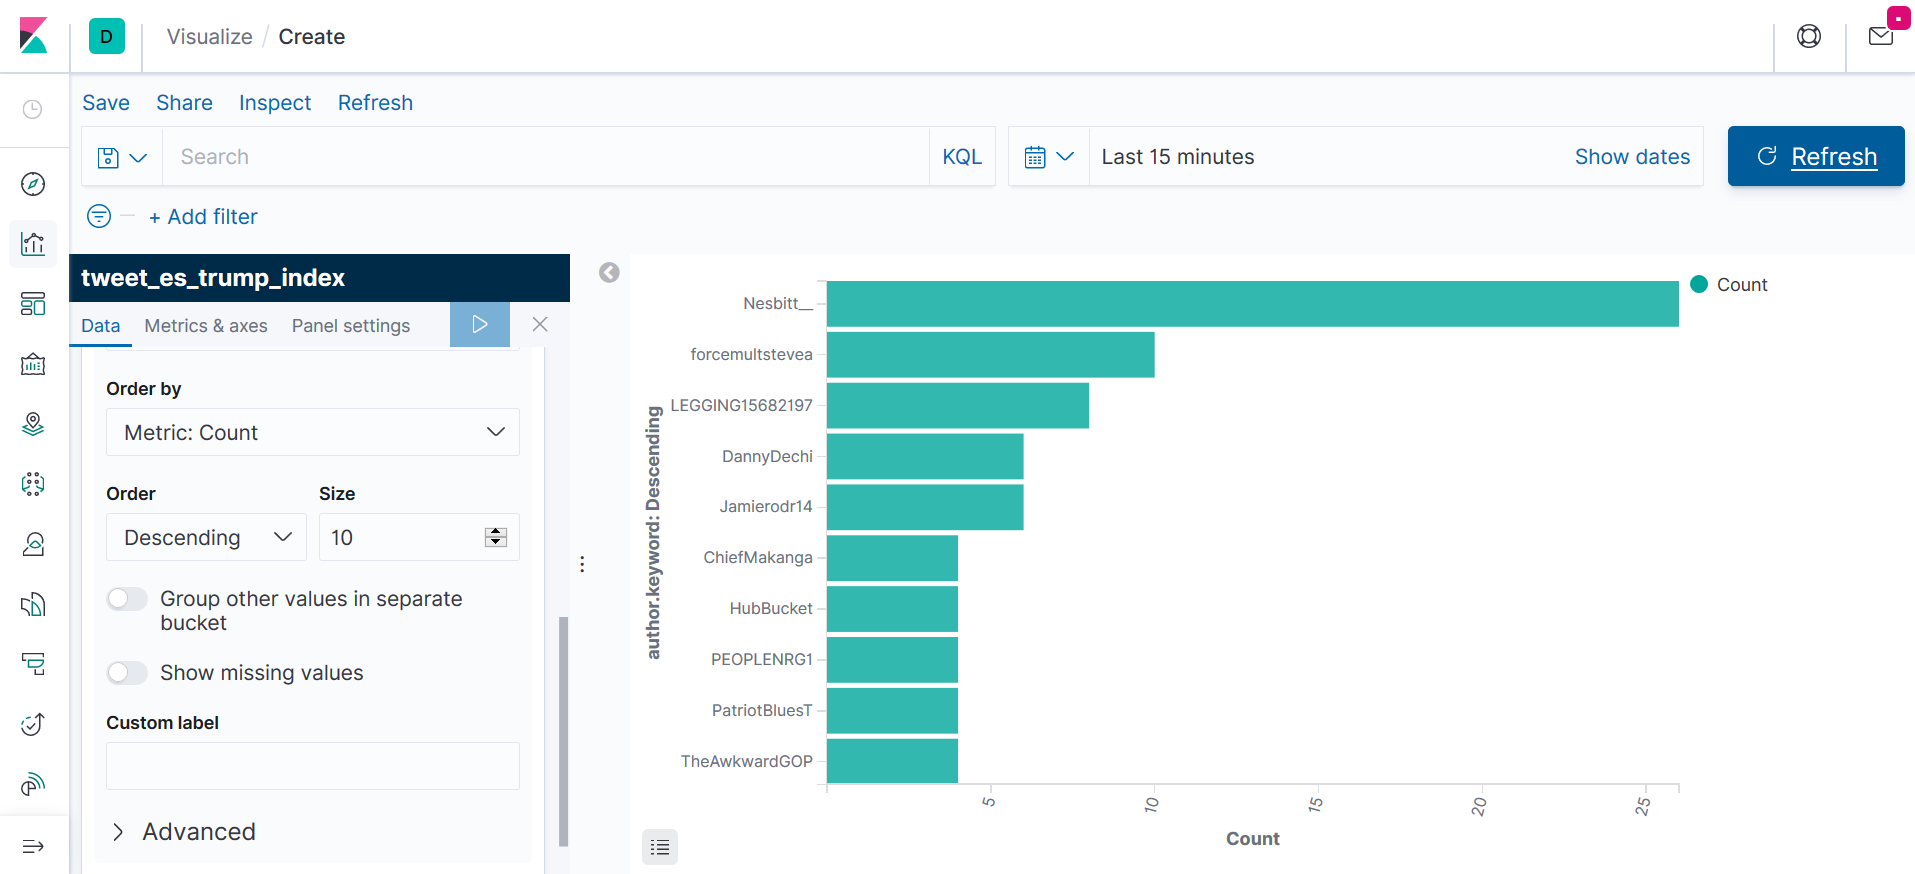 D
Visualize / Create
Save Share Inspect Refresh
Search KQL Last 15 minutes Show dates Refresh
+ Add filter
tweet_es_trump_index
Data Metrics & axes Panel settings
Order by
Metric: Count
Order Size
Descending 10
Group other values in separate
bucket
Show missing values
Custom label
Advanced
author.keyword: Descending
Nesbitt__
forcemultstevea
LEGGING15682197
DannyDechi
Jamierodr14
ChiefMakanga
HubBucket
PEOPLENRG1
PatriotBluesT
TheAwkwardGOP
5 10 15 20 25
Count
Count